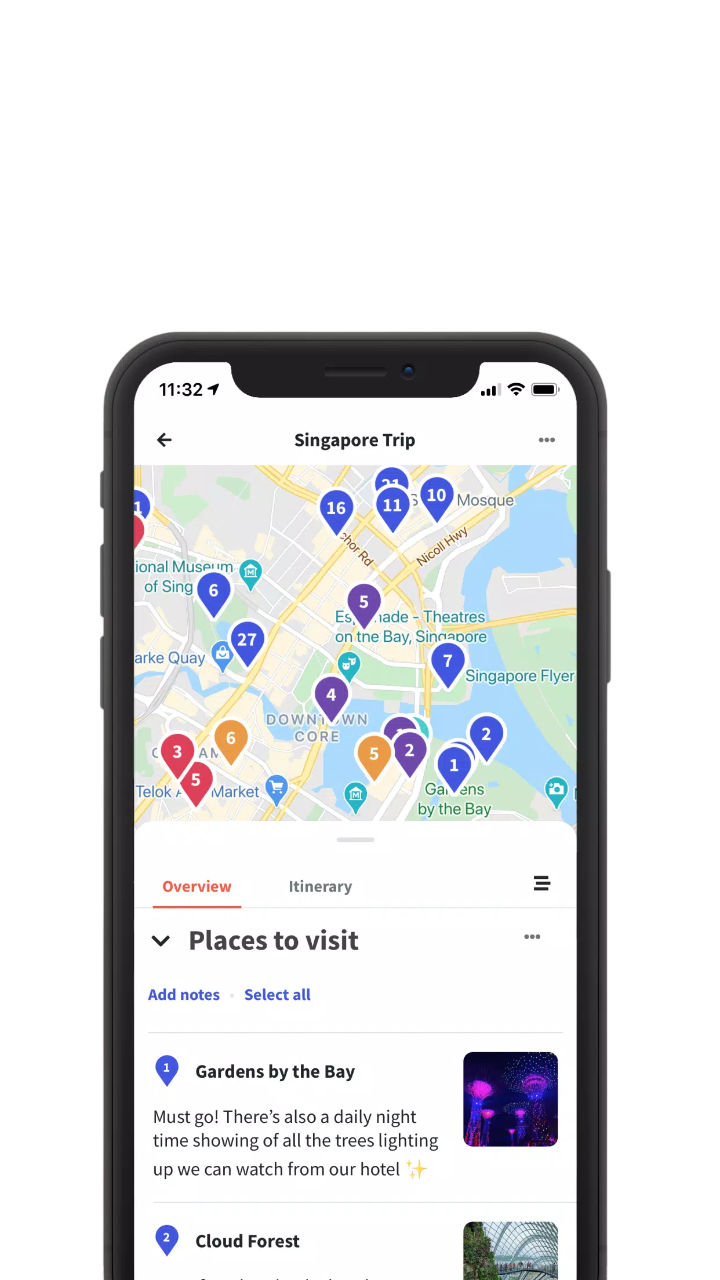 11:32
Singapore Trip
21
16
11
10
Mosque
1
chor Rd
Nicoll Hwy
ional Museum
of Sing
6
5
Esplanade - Theatres
on the Bay, Singapore
27
7
arke Quay
Singapore Flyer
4
DOWNTOWN
CORE
2
3
6
5
2
1
5
Telok A
Market
Gardens
by the Bay
Overview
Itinerary
Places to visit
Add notes • Select all
1 Gardens by the Bay
Must go! There’s also a daily night
time showing of all the trees lighting
up we can watch from our hotel ✨
2 Cloud Forest